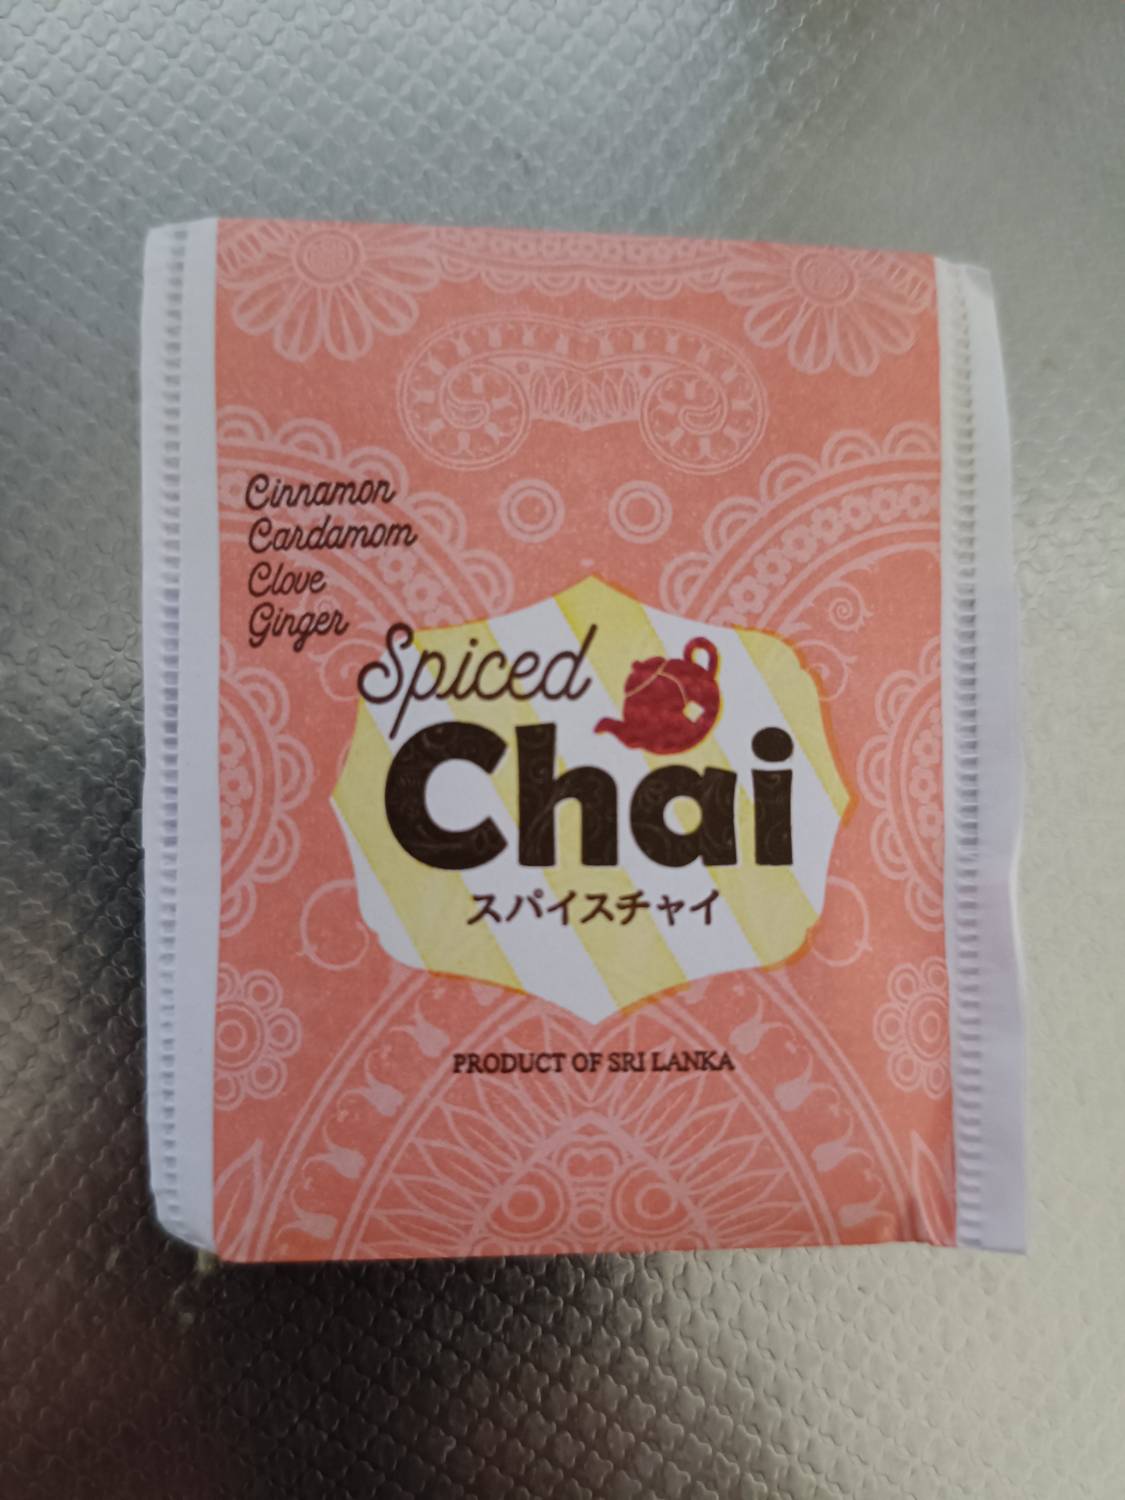 Cinnamon
Cardamom
Clove
Ginger
Spiced
Chai
スパイスチャイ
PRODUCT OF SRI LANKA